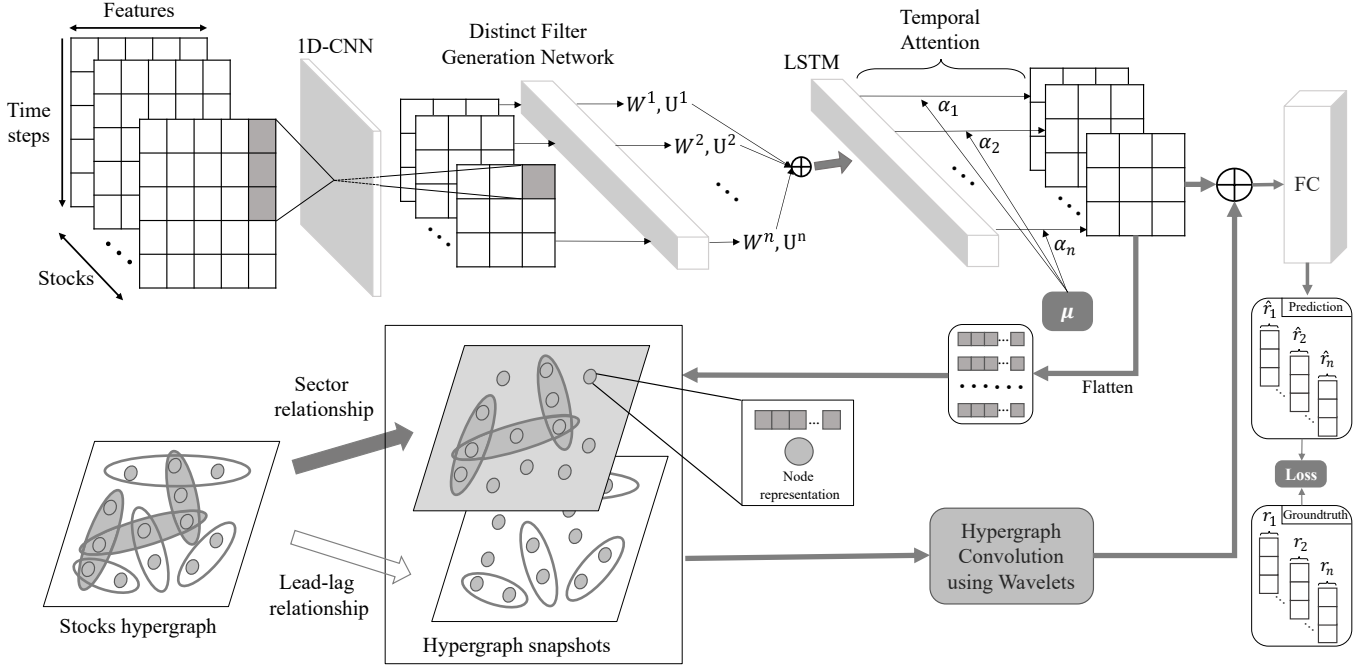 Features
Time
steps
Stocks
1D-CNN
Distinct Filter
Generation Network
W¹, U¹
W², U²
Wⁿ, Uⁿ
LSTM
Temporal
Attention
α₁
α₂
αₙ
μ
FC
Flatten
r̂₁ Prediction
r̂₂
r̂ₙ
Loss
r₁ Groundtruth
r₂
rₙ
Sector
relationship
Lead-lag
relationship
Stocks hypergraph
Hypergraph snapshots
Node
representation
Hypergraph
Convolution
using Wavelets